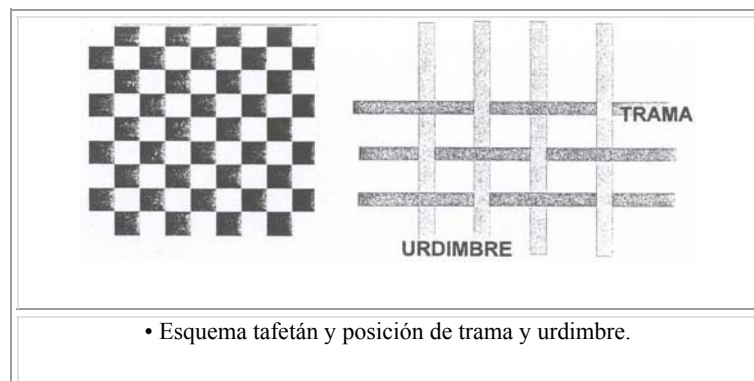 TRAMA
URDIMBRE
• Esquema tafetán y posición de trama y urdimbre.